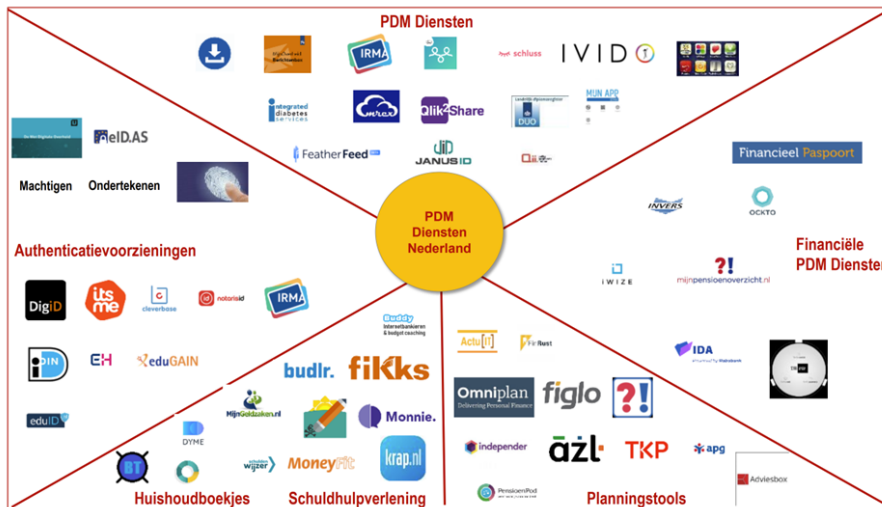 PDM Diensten
IRMA
schluss
IVIDO
integrated
diabetes
services
mrex
Qlik2Share
DUO
MIJN APP
FeatherFeed
JANUSID
eID.AS
Machtigen
Ondertekenen
Financieel Paspoort
INVERS
OCKTO
PDM
Diensten
Nederland
Authenticatievoorzieningen
Financiële
PDM Diensten
iWIZE
?!
mijnpensioenoverzicht.nl
DigiD
itsme
cleverbase
notarisid
IRMA
Buddy
Internetbankieren
& budget coaching
Actu[IT]
iDIN
EH
eduGAIN
IDA
budlr.
fikks
Omniplan
Delivering Personal Finance
figlo
?!
eduID
MijnGeldzaken.nl
Monnie.
DYME
independer
azl
TKP
apg
BT
wijzer
MoneyFit
krap.nl
Adviesbox
PensioenPod
Huishoudboekjes
Schuldhulpverlening
Planningstools